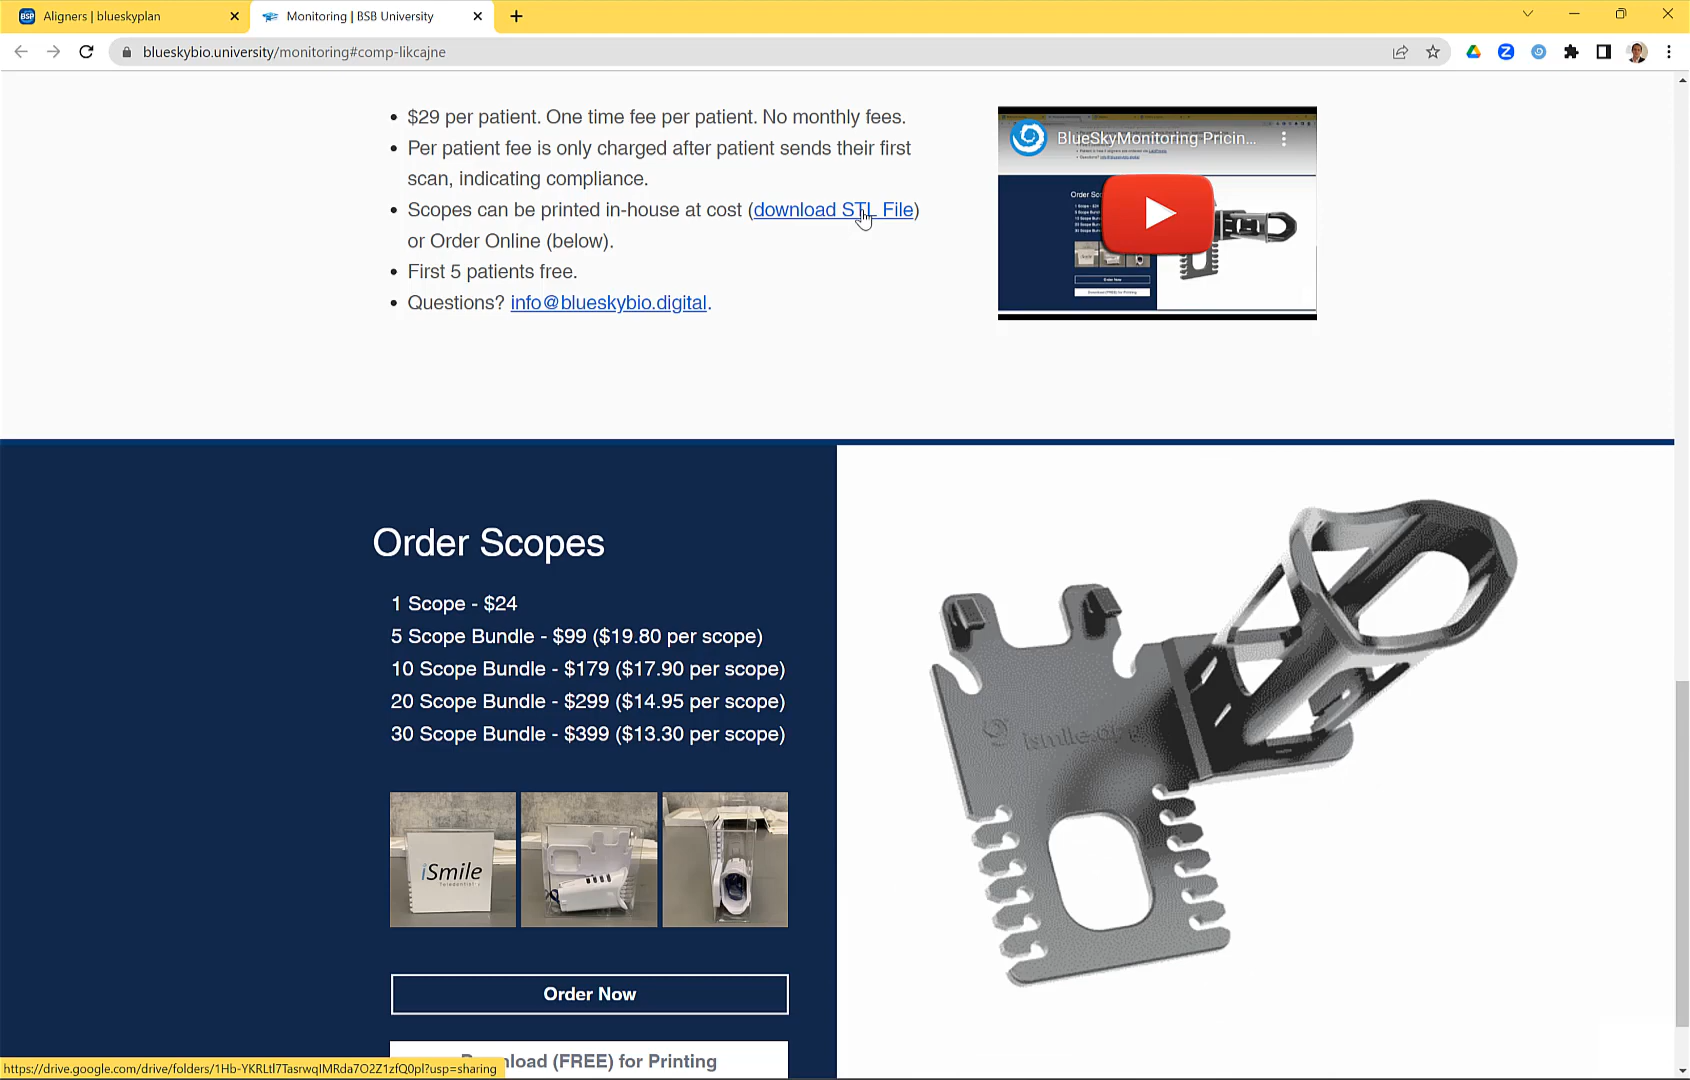 Aligners | blueskyplan
Monitoring | BSB University
blueskybio.university/monitoring#comp-likcajne
• $29 per patient. One time fee per patient. No monthly fees.
• Per patient fee is only charged after patient sends their first
scan, indicating compliance.
• Scopes can be printed in-house at cost (download STL File)
or Order Online (below).
• First 5 patients free.
• Questions? info@blueskybio.digital.
BlueSkyMonitoring Pricin...
Order Scopes
1 Scope - $24
5 Scope Bundle - $99 ($19.80 per scope)
10 Scope Bundle - $179 ($17.90 per scope)
20 Scope Bundle - $299 ($14.95 per scope)
30 Scope Bundle - $399 ($13.30 per scope)
iSmile
Order Now
(FREE) for Printing
https://drive.google.com/drive/folders/1Hb-YKRLtl7TasrwqIMRda7O2Z1zfQ0pl?usp=sharing